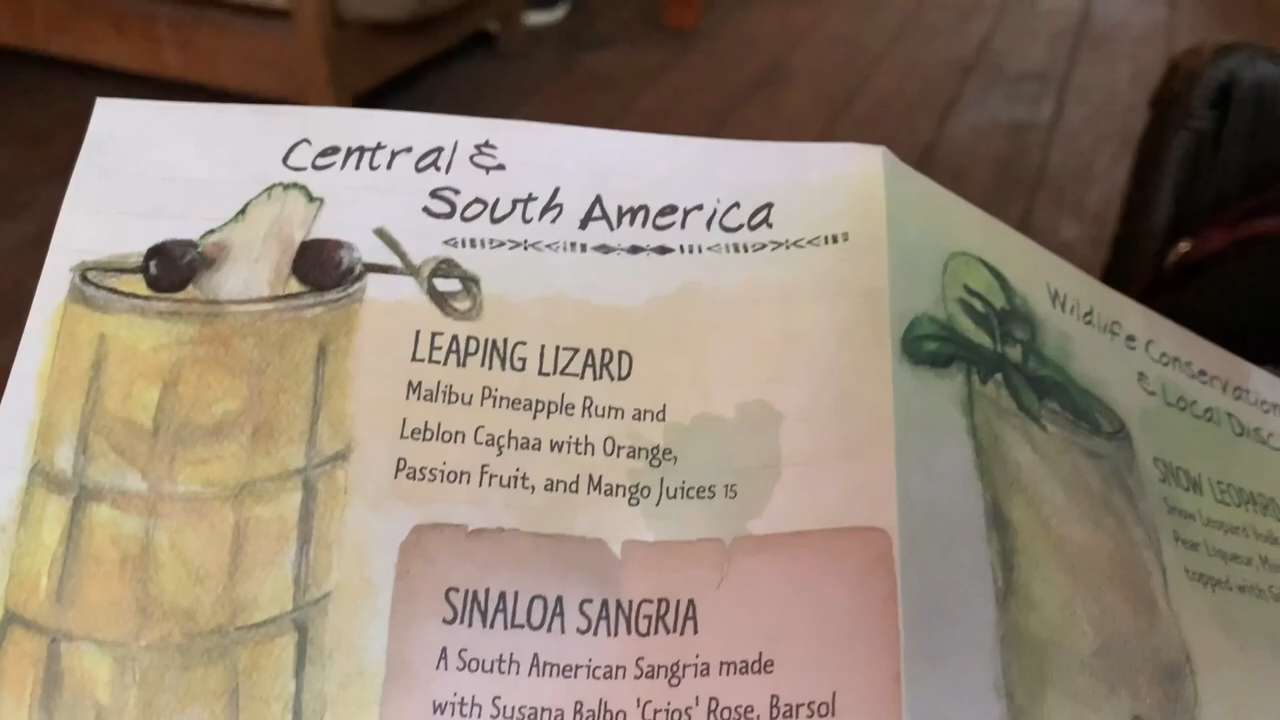 Central &
South America
LEAPING LIZARD
Malibu Pineapple Rum and
Leblon Caçhaa with Orange,
Passion Fruit, and Mango Juices 15
SINALOA SANGRIA
A South American Sangria made
with Susana Balbo 'Crios' Rose, Barsol
Wildlife Conservation
& Local Disc
SNOW LEOPARD
Snow Leopard Vodk
Pear Liqueur,
topped with